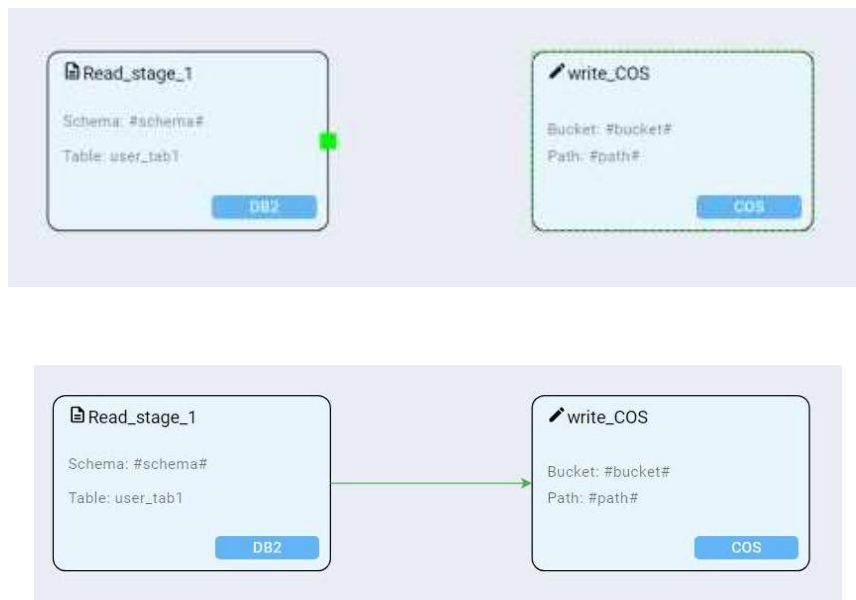 Read_stage_1
Schema: #schema#
Table: user_tab1
DB2
write_COS
Bucket: #bucket#
Path: #path#
COS
Read_stage_1
Schema: #schema#
Table: user_tab1
DB2
write_COS
Bucket: #bucket#
Path: #path#
COS